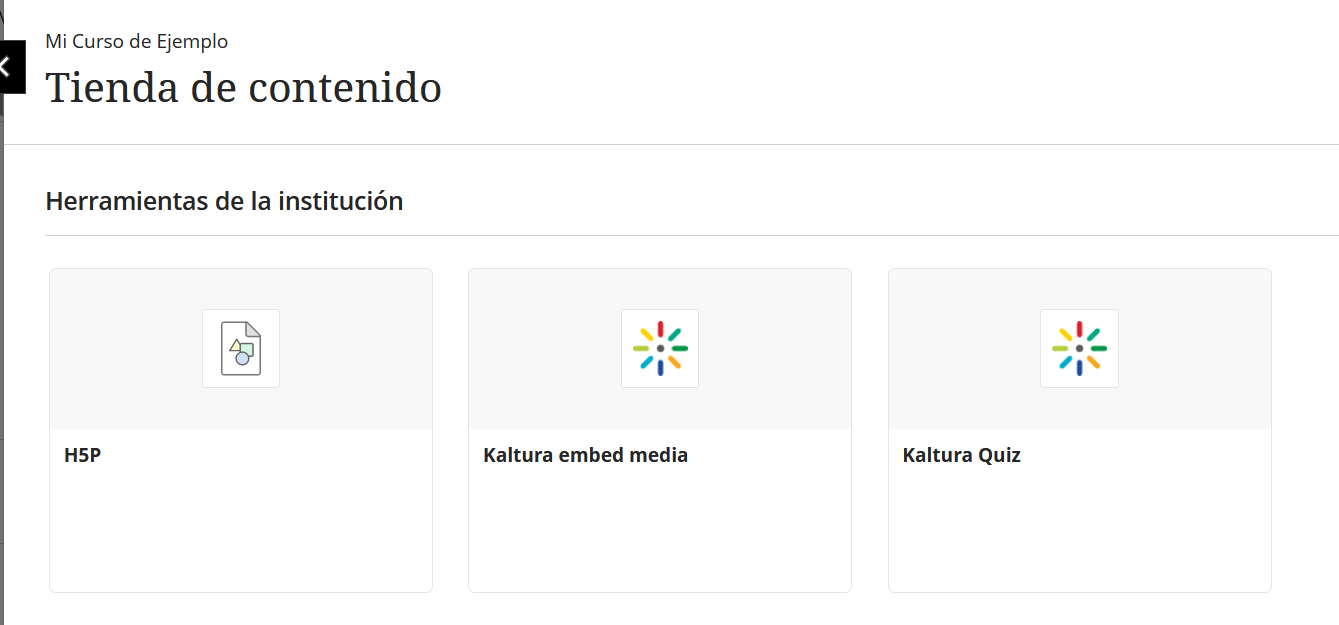 Mi Curso de Ejemplo
Tienda de contenido
Herramientas de la institución
H5P
Kaltura embed media
Kaltura Quiz